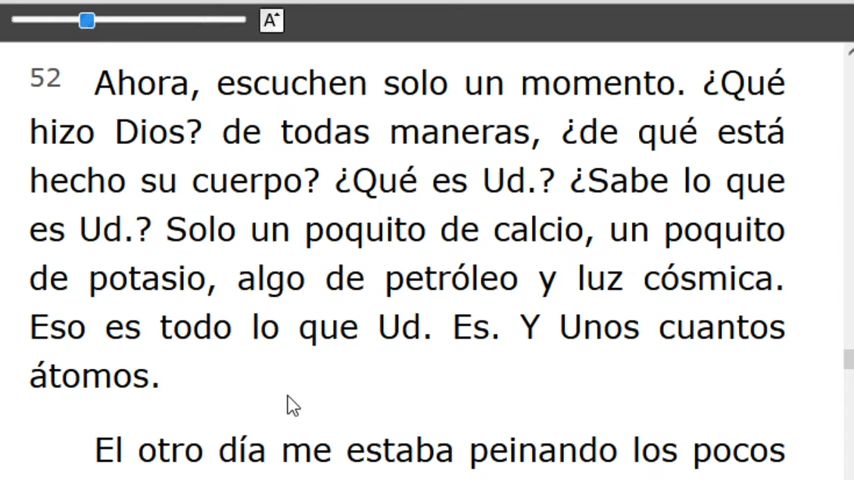 A
52 Ahora, escuchen solo un momento. ¿Qué
hizo Dios? de todas maneras, ¿de qué está
hecho su cuerpo? ¿Qué es Ud.? ¿Sabe lo que
es Ud.? Solo un poquito de calcio, un poquito
de potasio, algo de petróleo y luz cósmica.
Eso es todo lo que Ud. Es. Y Unos cuantos
átomos.
El otro día me estaba peinando los pocos